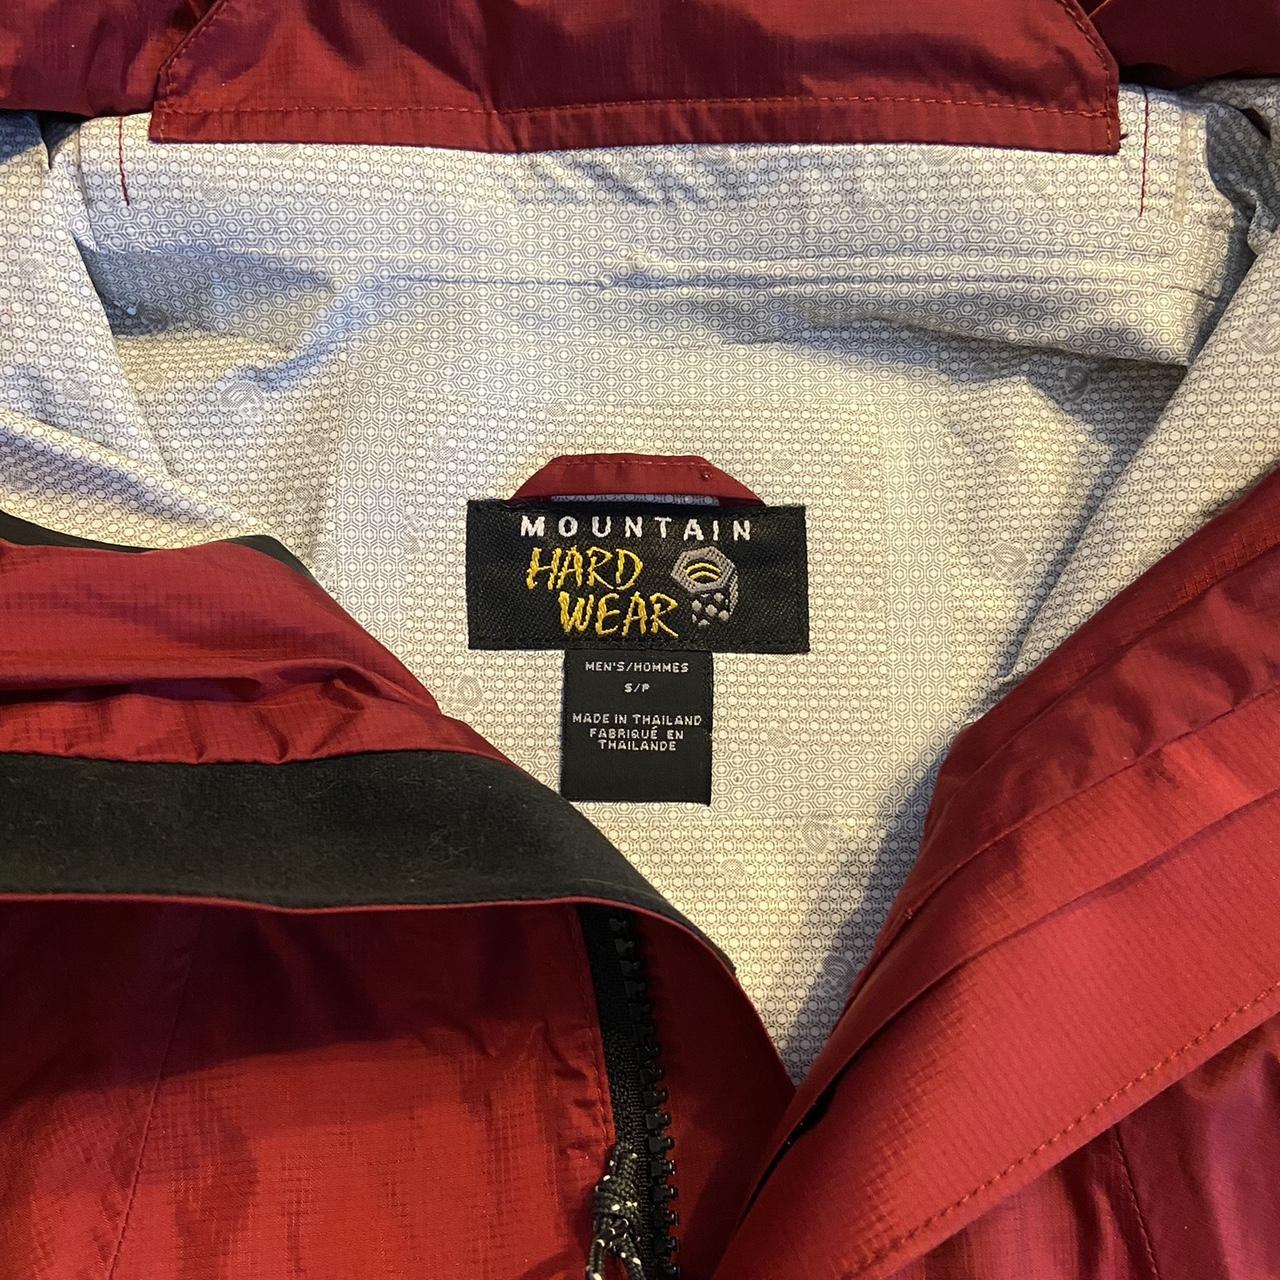 MOUNTAIN
HARD
WEAR
MEN'S/HOMMES
S/P
MADE IN THAILAND
FABRIQUÉ EN
THAILANDE